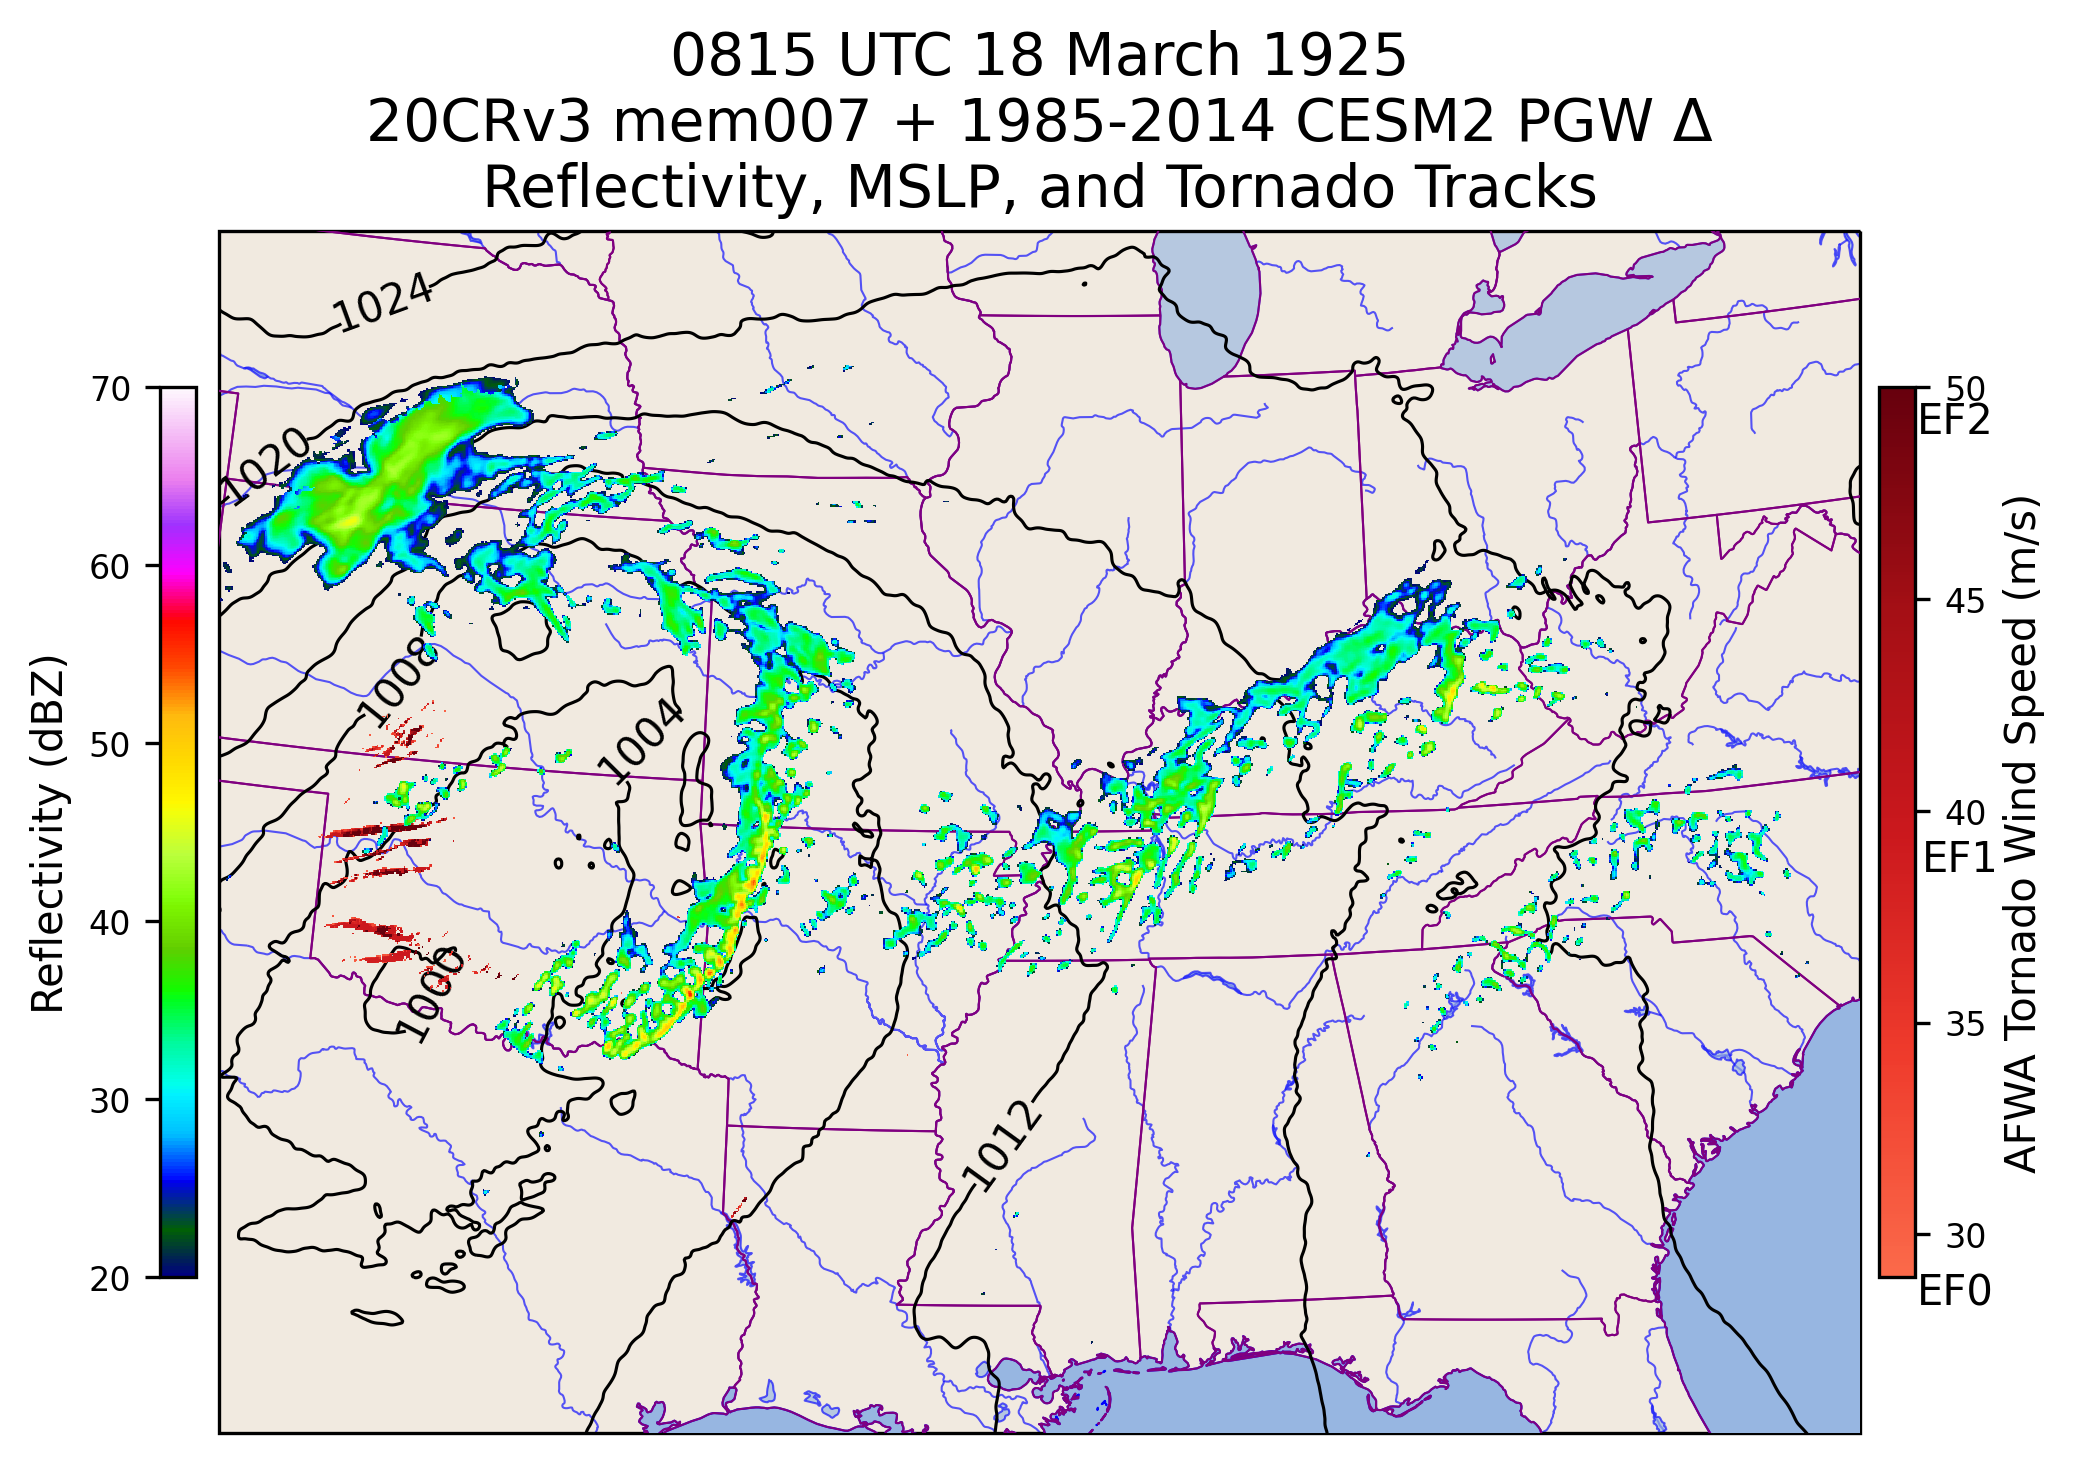 0815 UTC 18 March 1925
20CRv3 mem007 + 1985-2014 CESM2 PGW Δ
Reflectivity, MSLP, and Tornado Tracks
1024
1020
1008
1004
1000
1012
Reflectivity (dBZ)
70
60
50
40
30
20
50
EF2
45
40
EF1
35
30
EF0
AFWA Tornado Wind Speed (m/s)